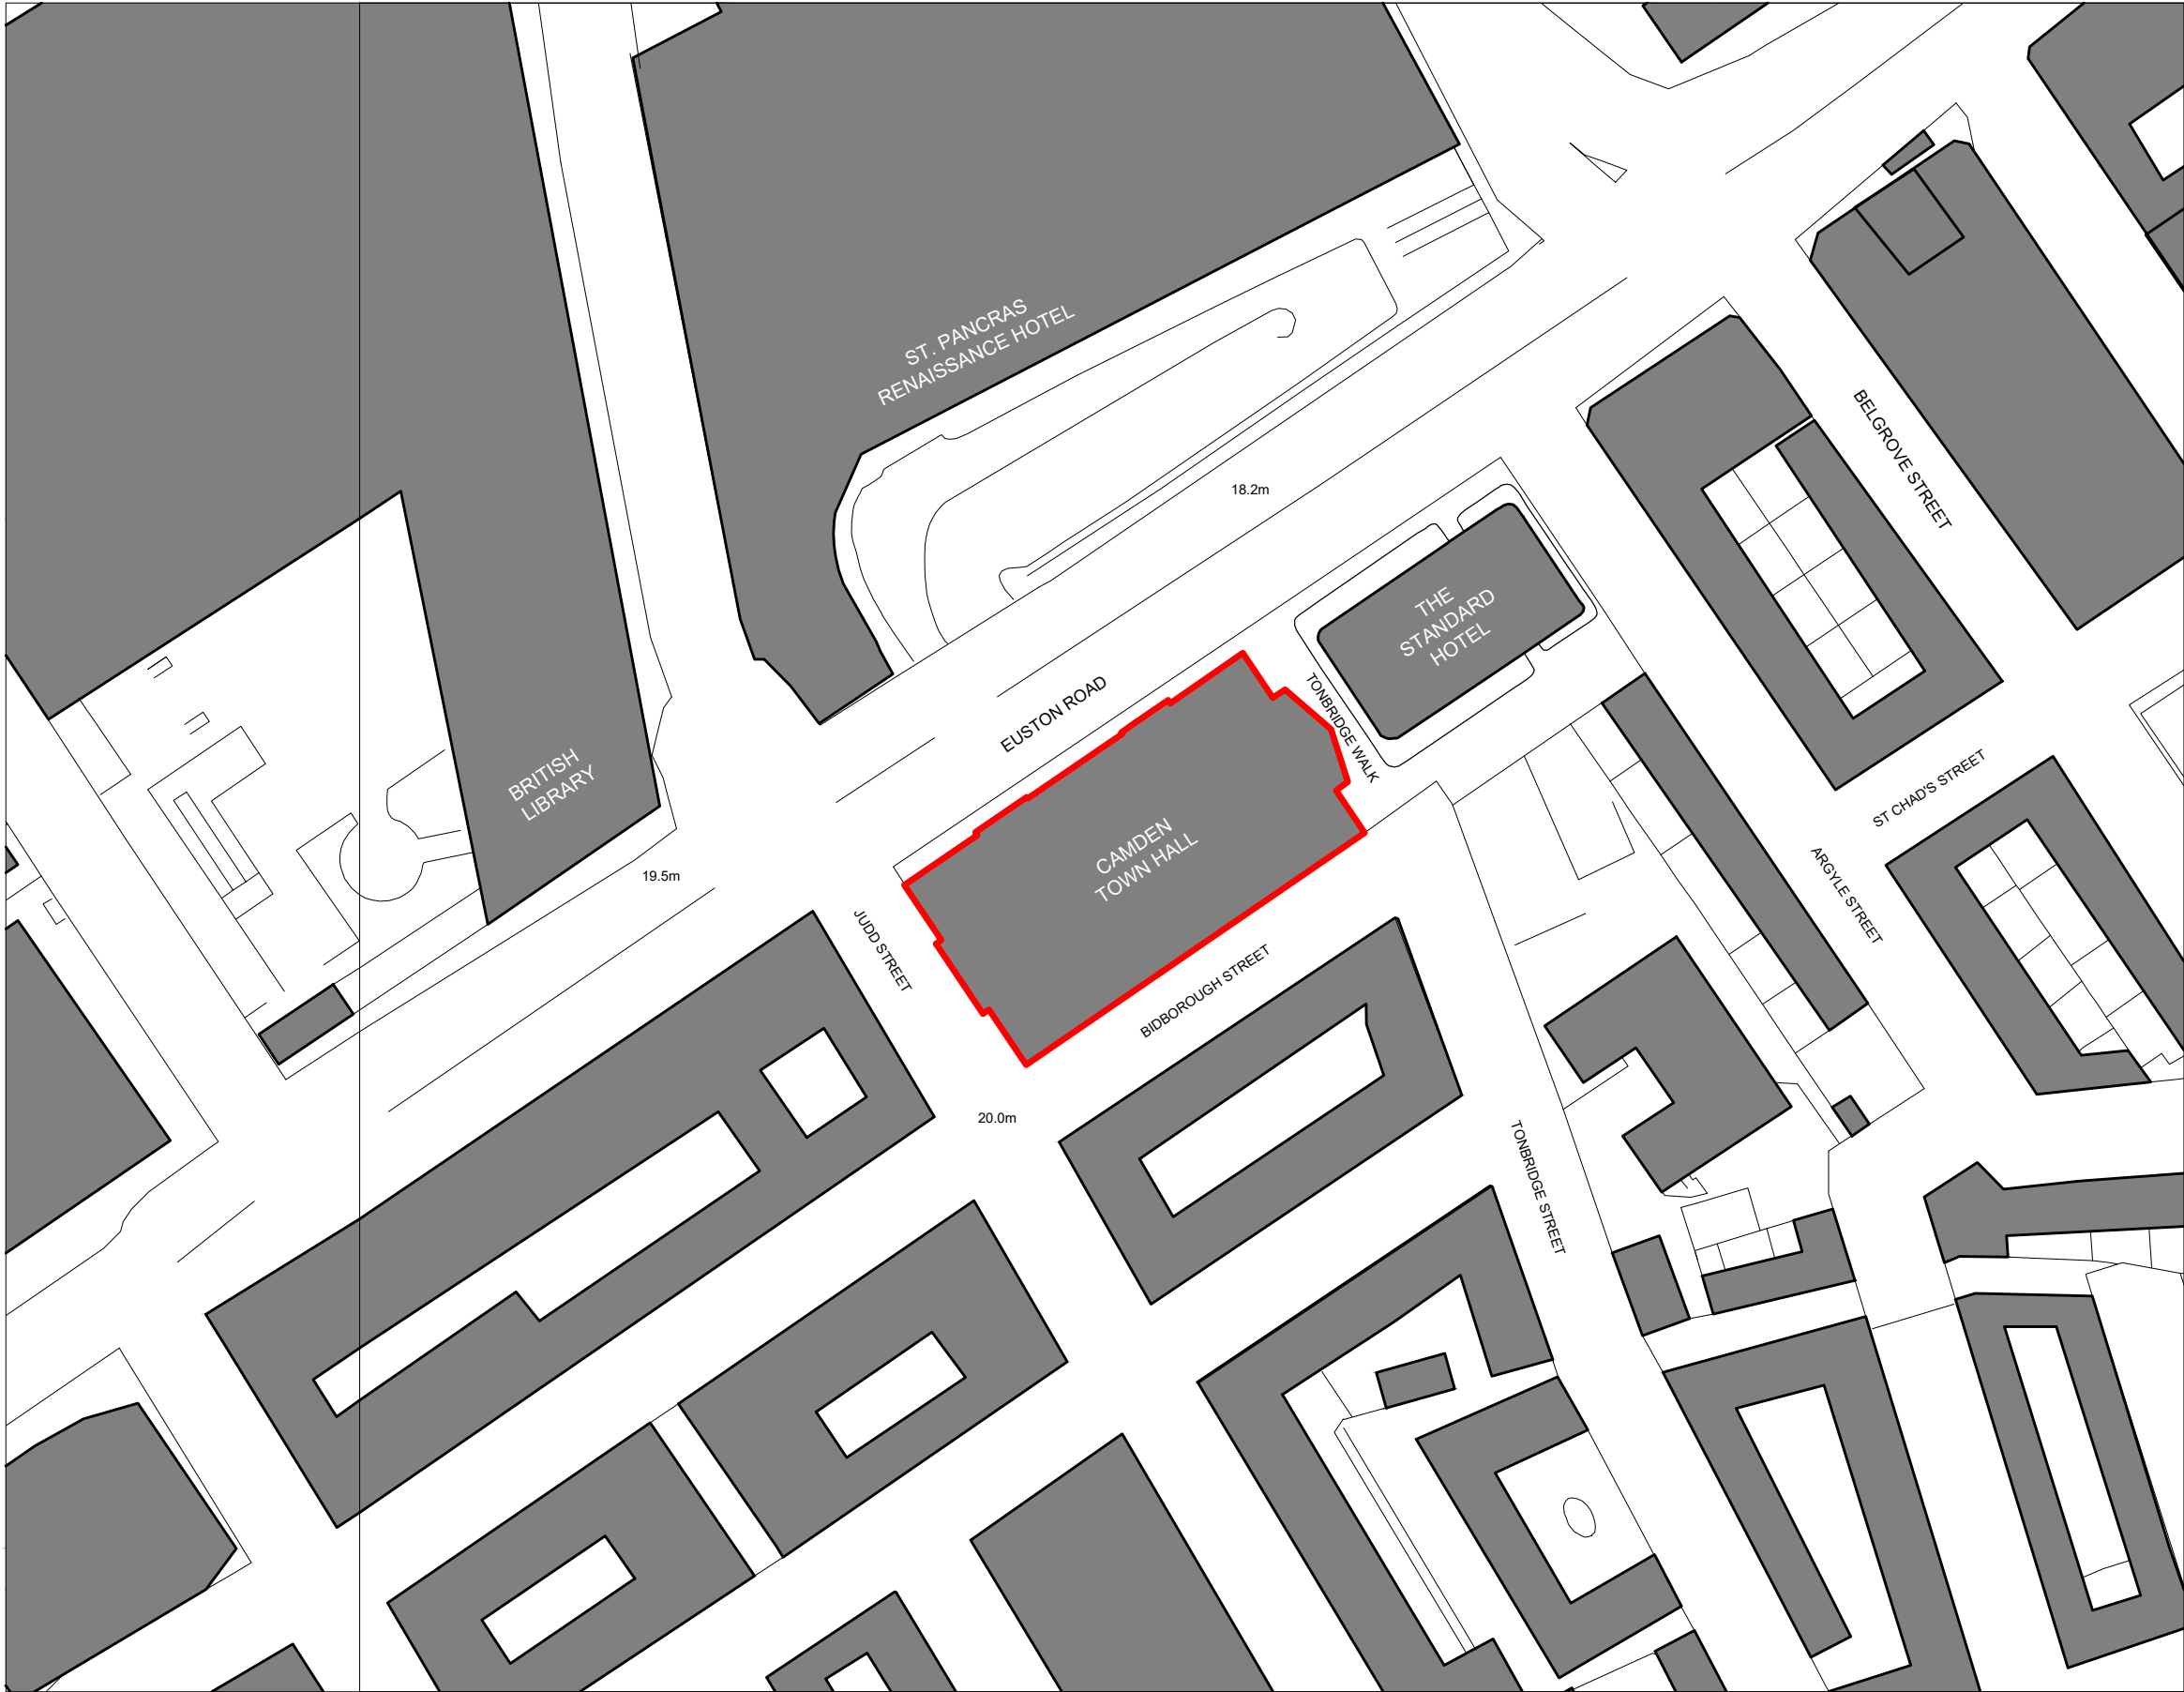 ST. PANCRAS
RENAISSANCE HOTEL
BELGROVE STREET
18.2m
THE
STANDARD
HOTEL
EUSTON ROAD
TONBRIDGE WALK
BRITISH
LIBRARY
ST CHAD'S STREET
CAMDEN
TOWN HALL
19.5m
ARGYLE STREET
JUDD STREET
BIDBOROUGH STREET
20.0m
TONBRIDGE STREET